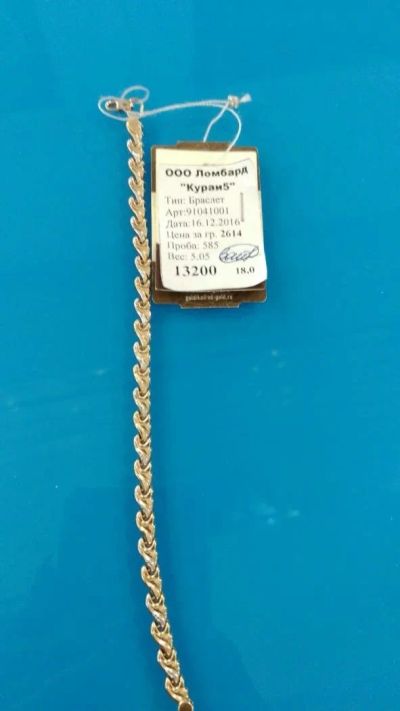 ООО Ломбард
"Кураи5"
Тип: Браслет
Арт:91041001
Дата:16.12.2016
Цена за гр. 2614
Проба: 585
Вес: 5.05
13200 18.0